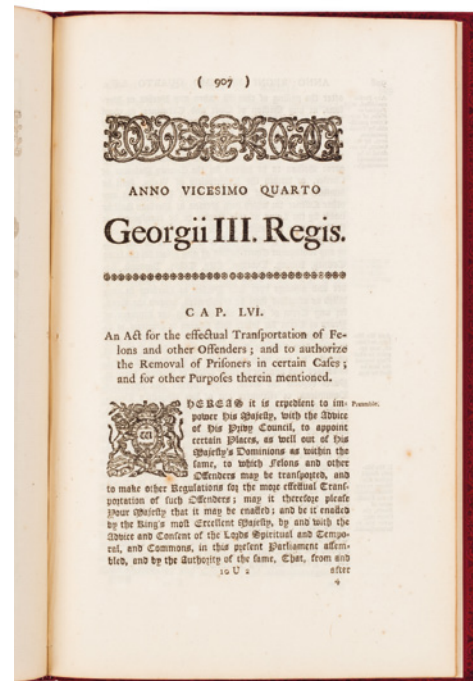 ( 907 )
ANNO VICESIMO QUARTO
Georgii III. Regis.
CAP. LVI.
An Act for the effectual Tranſportation of Fe-
lons and other Offenders; and to authorize
the Removal of Priſoners in certain Caſes;
and for other Purpoſes therein mentioned.
WHEREAS it is expedient to im- Preamble.
power His Majeſty, with the Advice
of His Privy Council, to appoint
certain Places, as well out of His
Majeſty's Dominions as within the
ſame, to which Felons and other
Offenders may be tranſported, and
to make other Regulations for the more effectual Tranſ-
portation of ſuch Offenders; may it therefore pleaſe
Your Majeſty that it may be enacted; and be it enacted
by the King's moſt Excellent Majeſty, by and with the
Advice and Conſent of the Lords Spiritual and Tempo-
ral, and Commons, in this preſent Parliament aſſem-
bled, and by the Authority of the ſame, That, from and
10 U 2 after
4